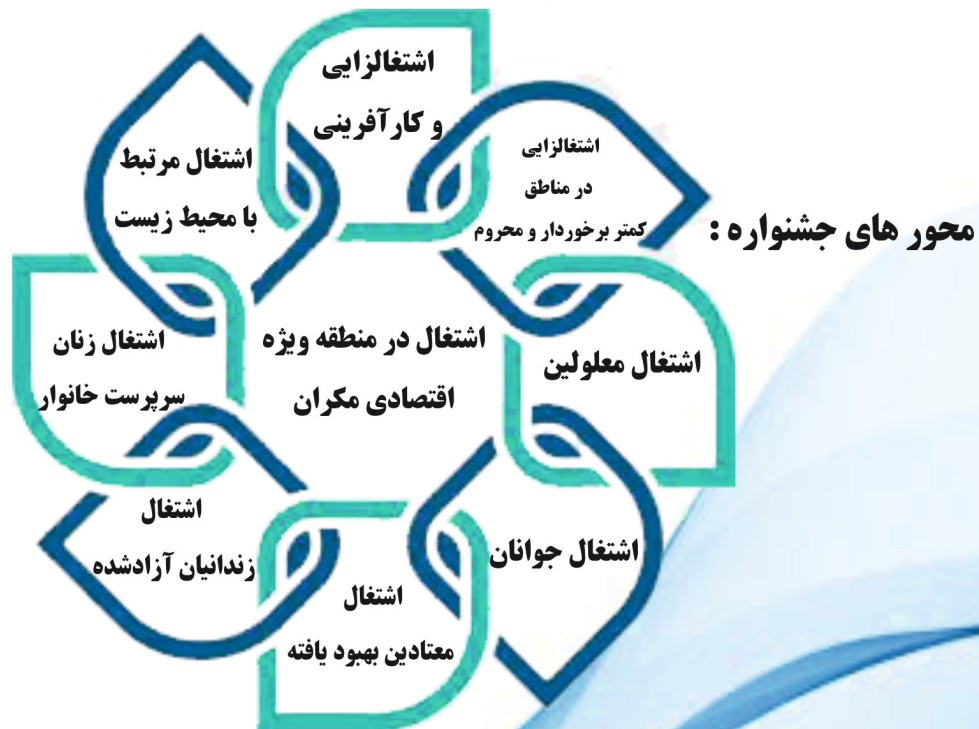 محور های جشنواره :
اشتغالزایی
و کارآفرینی
اشتغالزایی
در مناطق
کمتر برخوردار و محروم
اشتغال معلولین
اشتغال جوانان
اشتغال
معتادین بهبود یافته
اشتغال
زندانیان آزادشده
اشتغال زنان
سرپرست خانوار
اشتغال مرتبط
با محیط زیست
اشتغال در منطقه ویژه
اقتصادی مکران